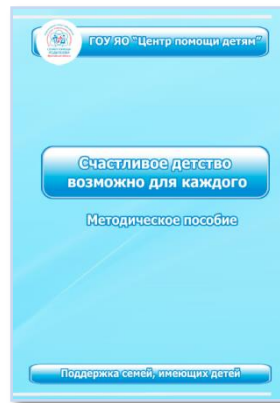 ГОУ ЯО "Центр помощи детям"
Счастливое детство
возможно для каждого
Методическое пособие
Поддержка семей, имеющих детей